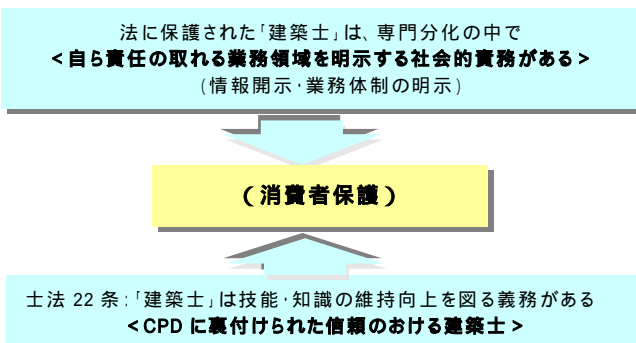 法に保護された「建築士」は、専門分化の中で
<自ら責任の取れる業務領域を明示する社会的責務がある>
(情報開示・業務体制の明示)
(消費者保護)
士法 22 条:「建築士」は技能・知識の維持向上を図る義務がある
<CPD に裏付けられた信頼のおける建築士>